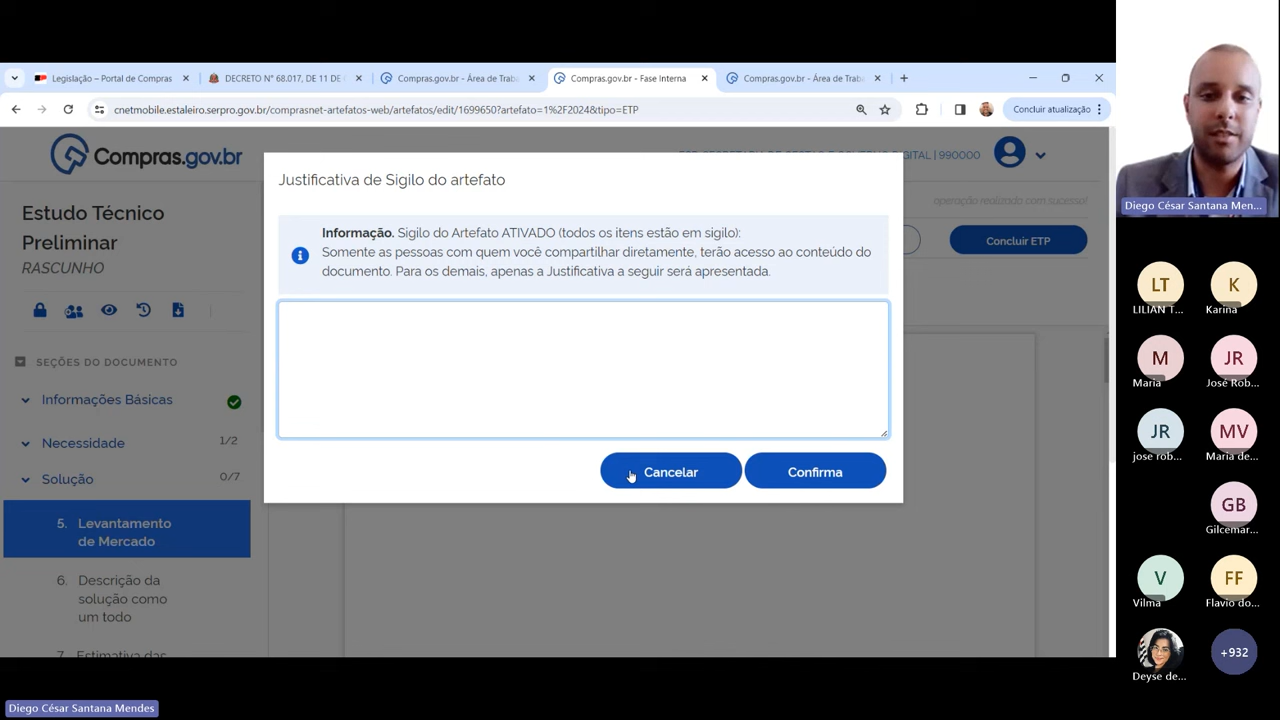 Legislação – Portal de Compras
DECRETO N° 68.017, DE 11 DE
Compras.gov.br - Área de Trab
Compras.gov.br - Fase Interna
Compras.gov.br - Área de Trab
cnetmobile.estaleiro.serpro.gov.br/comprasnet-artefatos-web/artefatos/edit/1699650?artefato=1%2F2024&tipo=ETP
Concluir atualização
Compras.gov.br
DIGITAL | 990000
Estudo Técnico
Preliminar
RASCUNHO
operação realizada com sucesso!
Concluir ETP
SEÇÕES DO DOCUMENTO
Informações Básicas
Necessidade 1/2
Solução 0/7
5. Levantamento
de Mercado
6. Descrição da
solução como
um todo
7. Estimativa das
Justificativa de Sigilo do artefato
Informação. Sigilo do Artefato ATIVADO (todos os itens estão em sigilo):
Somente as pessoas com quem você compartilhar diretamente, terão acesso ao conteúdo do
documento. Para os demais, apenas a Justificativa a seguir será apresentada.
Cancelar
Confirma
Diego César Santana Men...
LT
LILIAN T...
K
Karina
M
Maria
JR
José Rob...
JR
jose rob...
MV
Maria de...
GB
Gilcemar...
V
Vilma
FF
Flavio do...
Deyse de...
+932
Diego César Santana Mendes